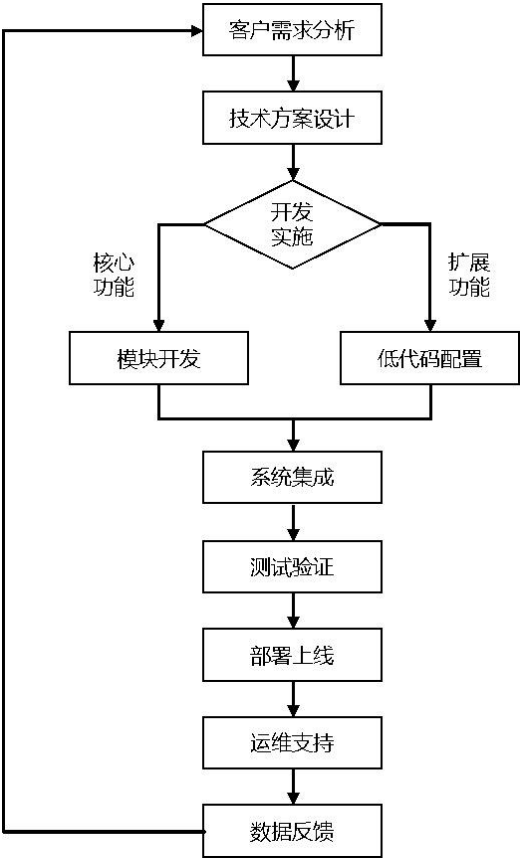 客户需求分析
技术方案设计
开发
实施
核心
功能
扩展
功能
模块开发
低代码配置
系统集成
测试验证
部署上线
运维支持
数据反馈